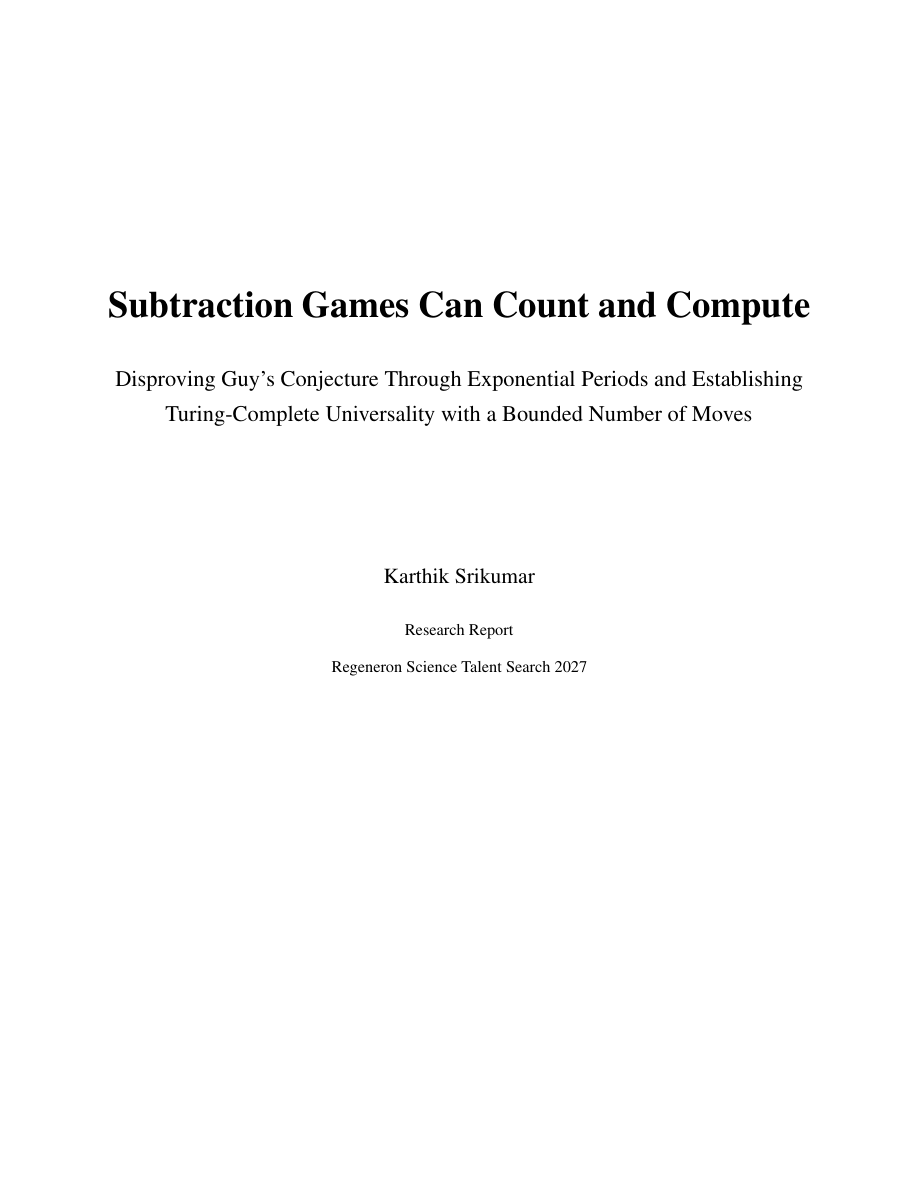 Subtraction Games Can Count and Compute
Disproving Guy's Conjecture Through Exponential Periods and Establishing
Turing-Complete Universality with a Bounded Number of Moves
Karthik Srikumar
Research Report
Regeneron Science Talent Search 2027